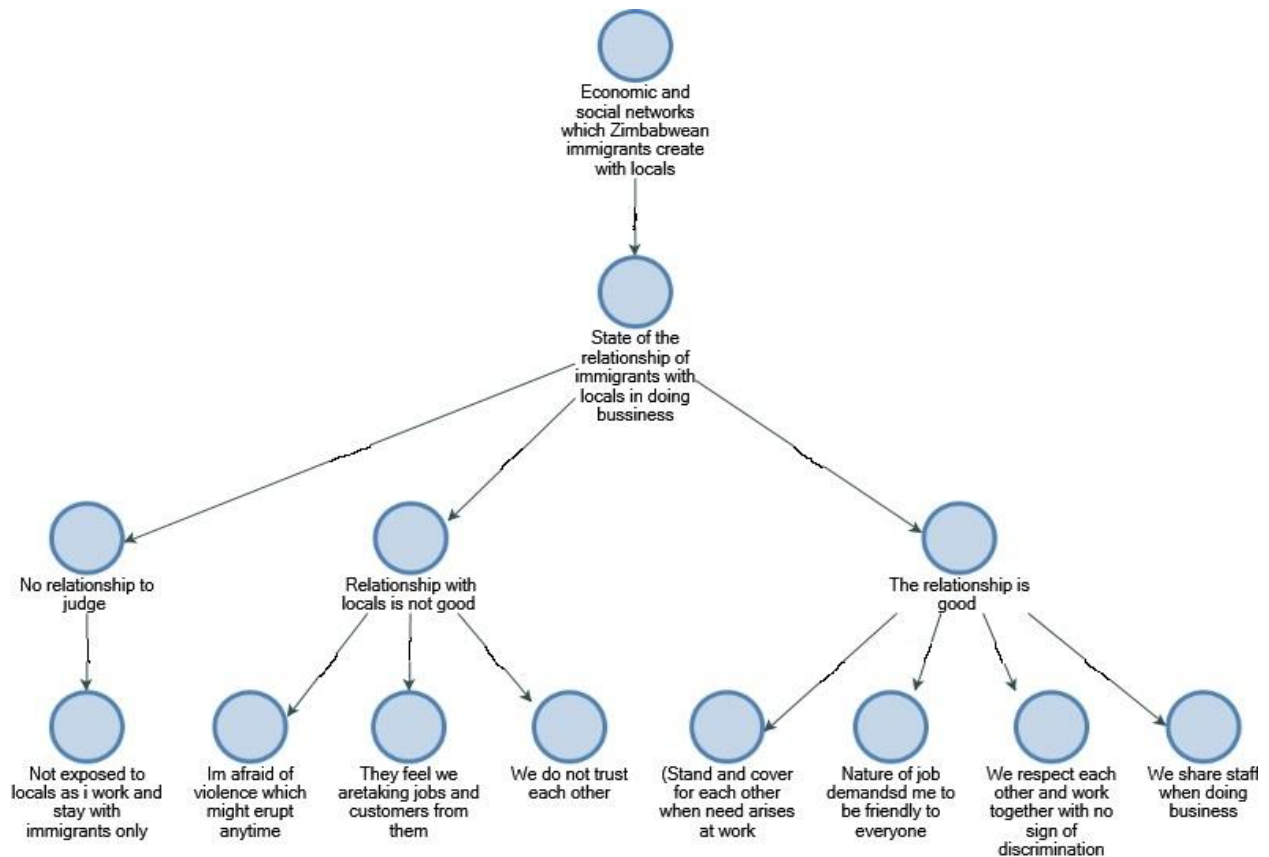 Economic and
social networks
which Zimbabwean
immigrants create
with locals
State of the
relationship of
immigrants with
locals in doing
bussiness
No relationship to
judge
Relationship with
locals is not good
The relationship is
good
Not exposed to
locals as i work and
stay with
immigrants only
Im afraid of
violence which
might erupt
anytime
They feel we
aretaking jobs and
customers from
them
We do not trust
each other
(Stand and cover
for each other
when need arises
at work
Nature of job
demandsd me to
be friendly to
everyone
We respect each
other and work
together with no
sign of
discrimination
We share staff
when doing
business